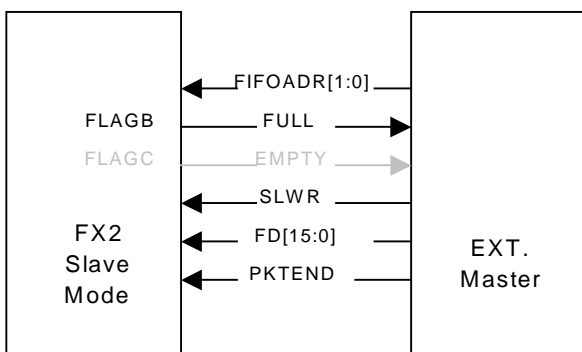 FIFOADR[1:0]
FLAGB FULL
FLAGC EMPTY
SLWR
FD[15:0]
PKTEND
FX2
Slave
Mode
EXT.
Master